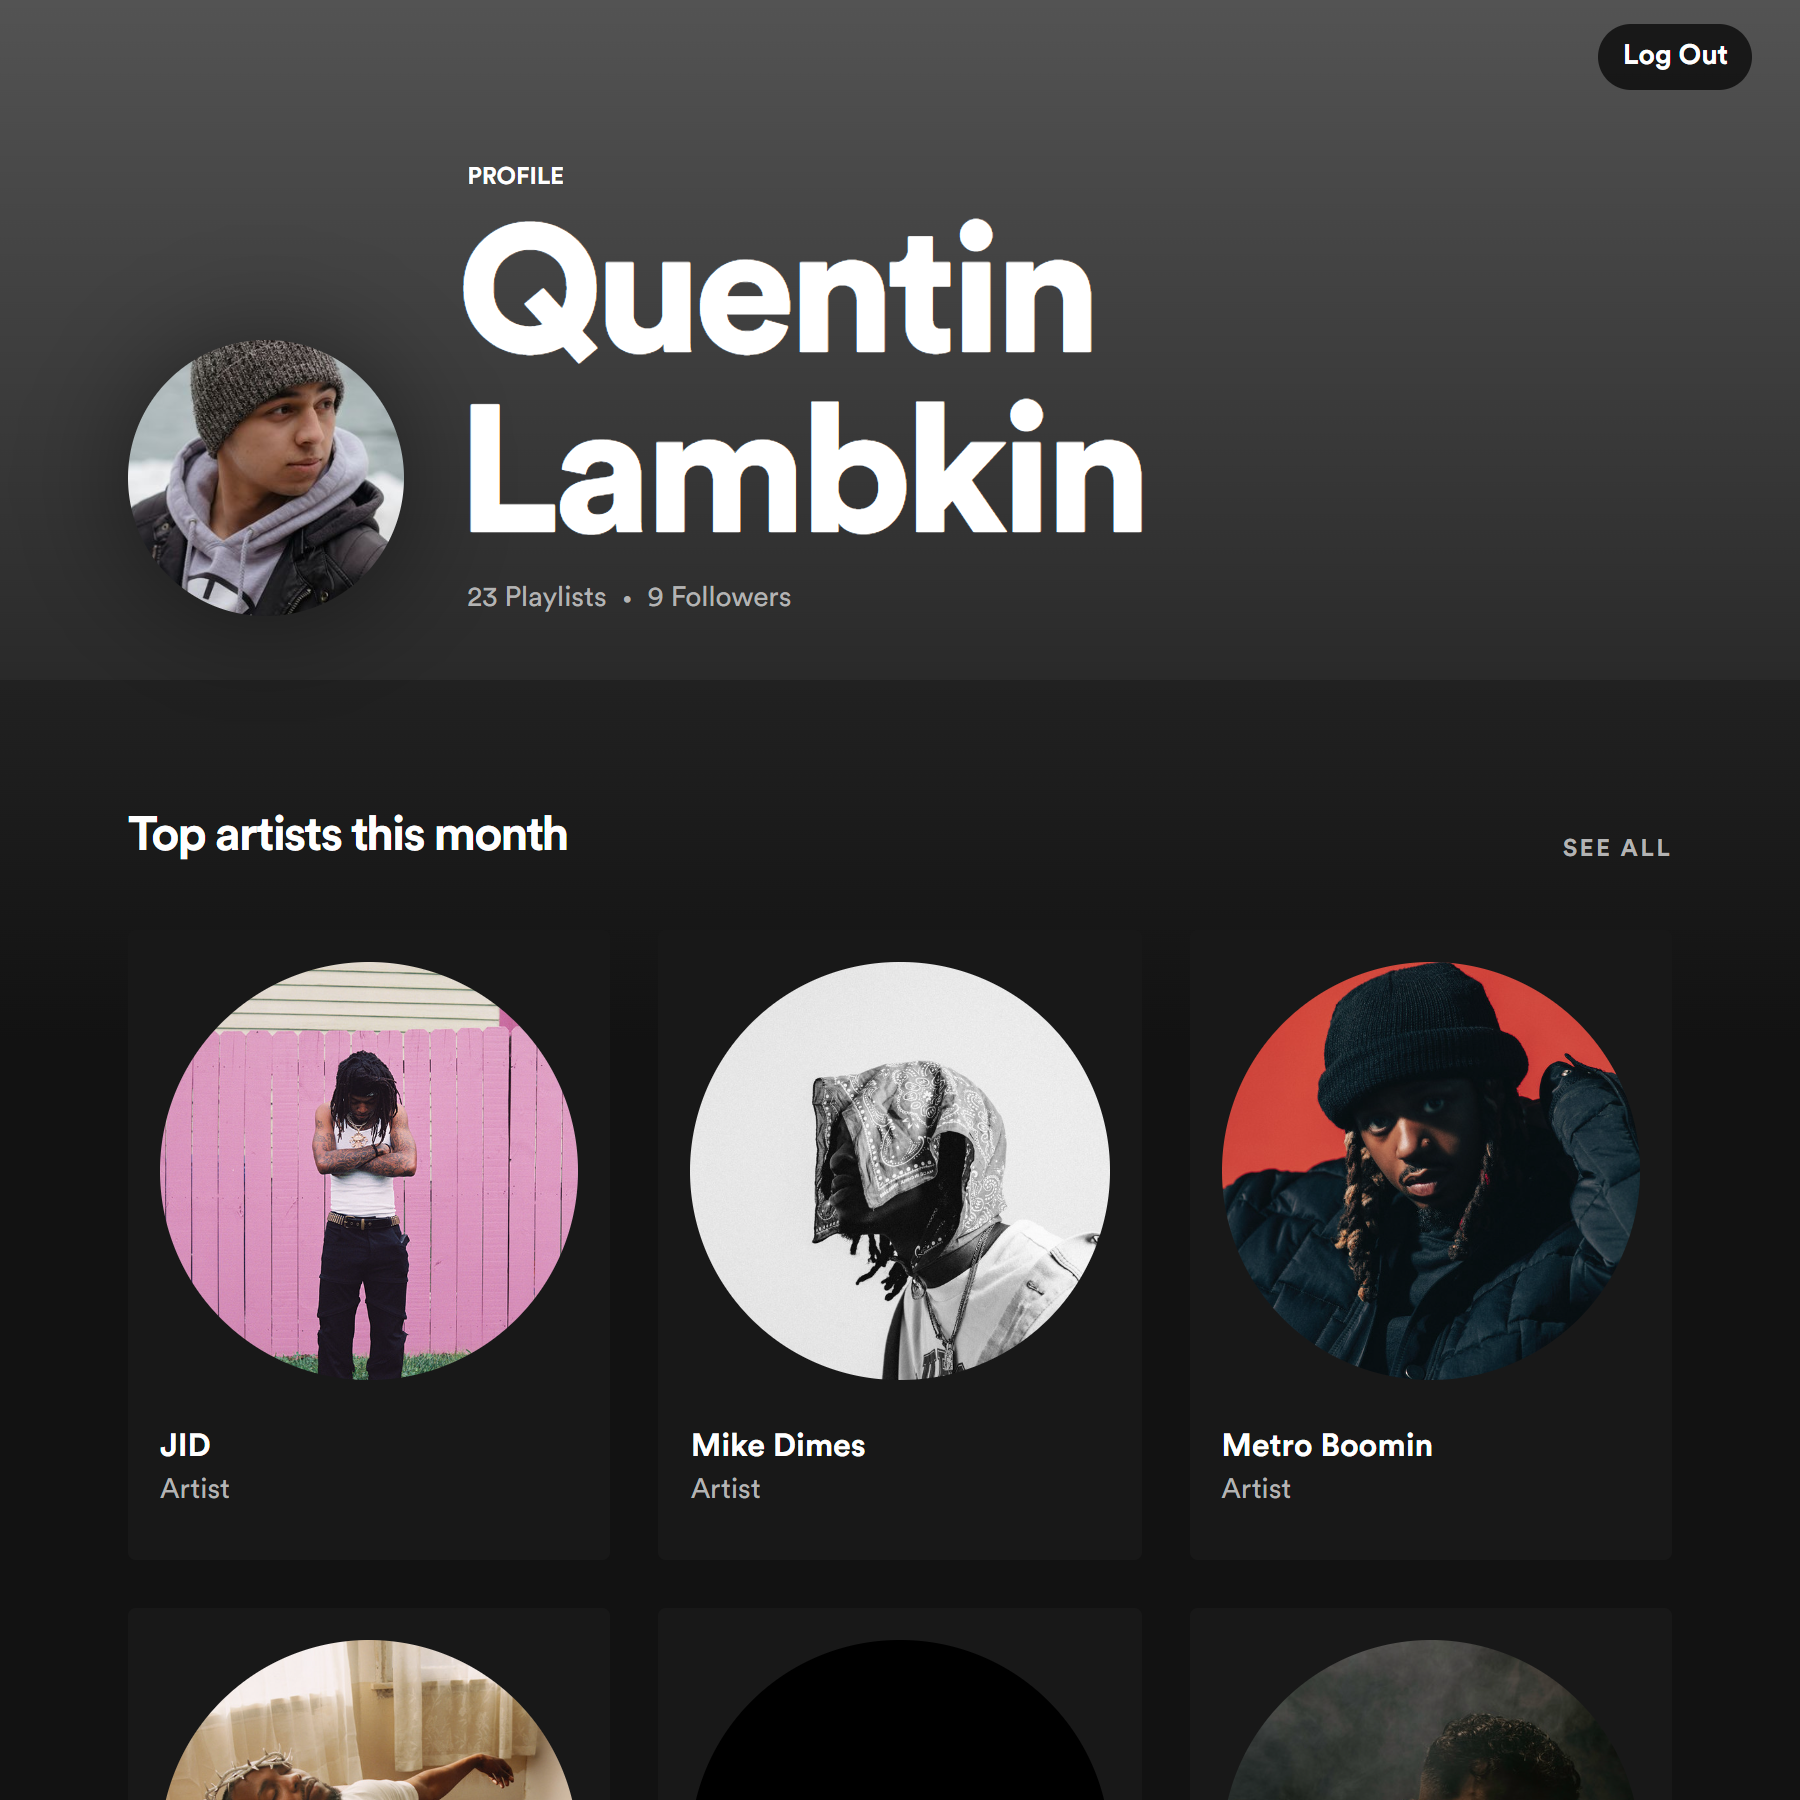 Log Out
PROFILE
Quentin
Lambkin
23 Playlists • 9 Followers
Top artists this month
SEE ALL
JID
Artist
Mike Dimes
Artist
Metro Boomin
Artist